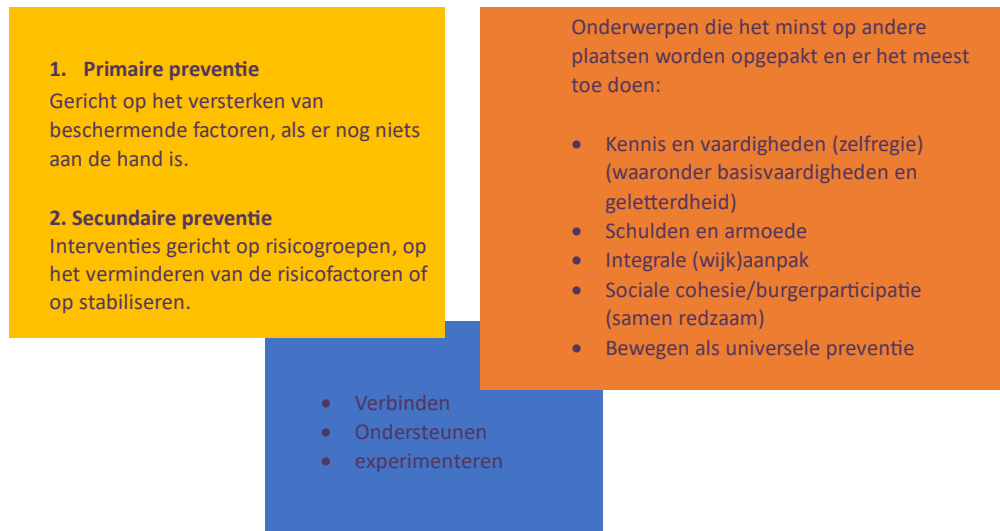 1. Primaire preventie
Gericht op het versterken van
beschermende factoren, als er nog niets
aan de hand is.
2. Secundaire preventie
Interventies gericht op risicogroepen, op
het verminderen van de risicofactoren of
op stabiliseren.
Onderwerpen die het minst op andere
plaatsen worden opgepakt en er het meest
toe doen:
• Kennis en vaardigheden (zelfregie)
(waaronder basisvaardigheden en
geletterdheid)
• Schulden en armoede
• Integrale (wijk)aanpak
• Sociale cohesie/burgerparticipatie
(samen redzaam)
• Bewegen als universele preventie
• Verbinden
• Ondersteunen
• experimenteren